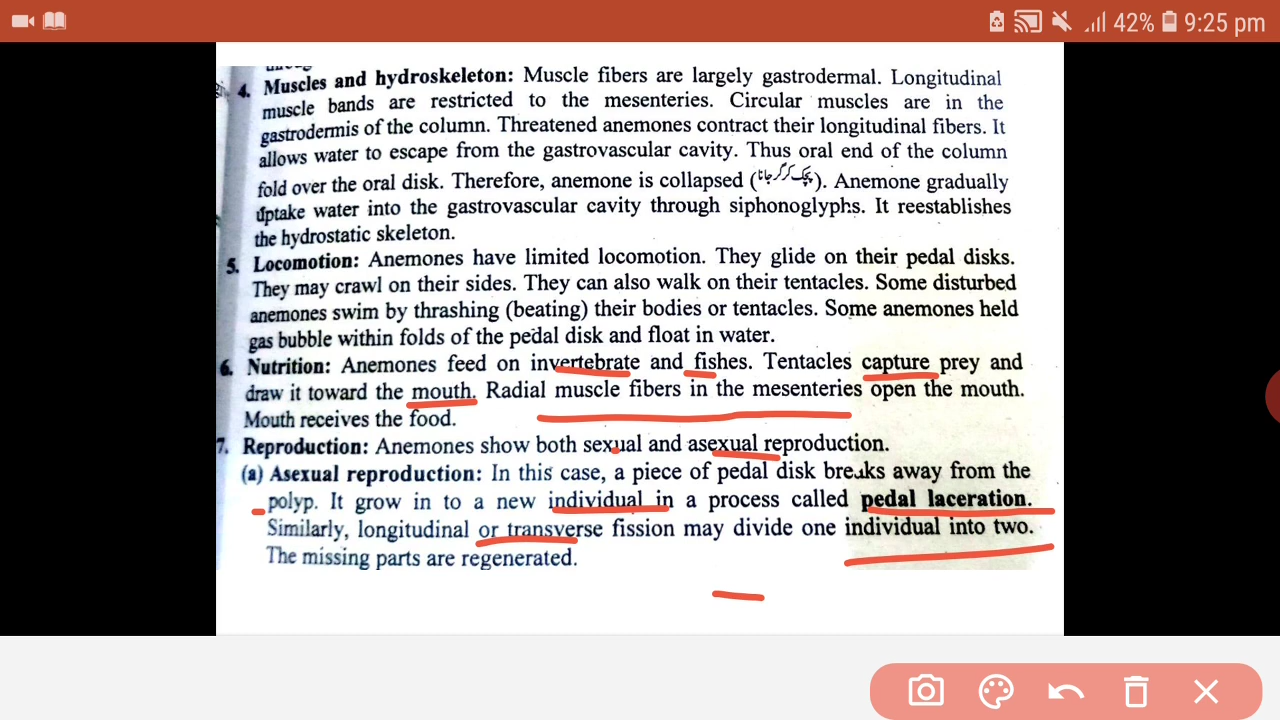 42% 9:25 pm
4. Muscles and hydroskeleton: Muscle fibers are largely gastrodermal. Longitudinal
muscle bands are restricted to the mesenteries. Circular muscles are in the
gastrodermis of the column. Threatened anemones contract their longitudinal fibers. It
allows water to escape from the gastrovascular cavity. Thus oral end of the column
fold over the oral disk. Therefore, anemone is collapsed (پچک کر گر جانا). Anemone gradually
uptake water into the gastrovascular cavity through siphonoglyphs. It reestablishes
the hydrostatic skeleton.
5. Locomotion: Anemones have limited locomotion. They glide on their pedal disks.
They may crawl on their sides. They can also walk on their tentacles. Some disturbed
anemones swim by thrashing (beating) their bodies or tentacles. Some anemones held
gas bubble within folds of the pedal disk and float in water.
6. Nutrition: Anemones feed on invertebrate and fishes. Tentacles capture prey and
draw it toward the mouth. Radial muscle fibers in the mesenteries open the mouth.
Mouth receives the food.
7. Reproduction: Anemones show both sexual and asexual reproduction.
(a) Asexual reproduction: In this case, a piece of pedal disk breaks away from the
polyp. It grow in to a new individual in a process called pedal laceration.
Similarly, longitudinal or transverse fission may divide one individual into two.
The missing parts are regenerated.